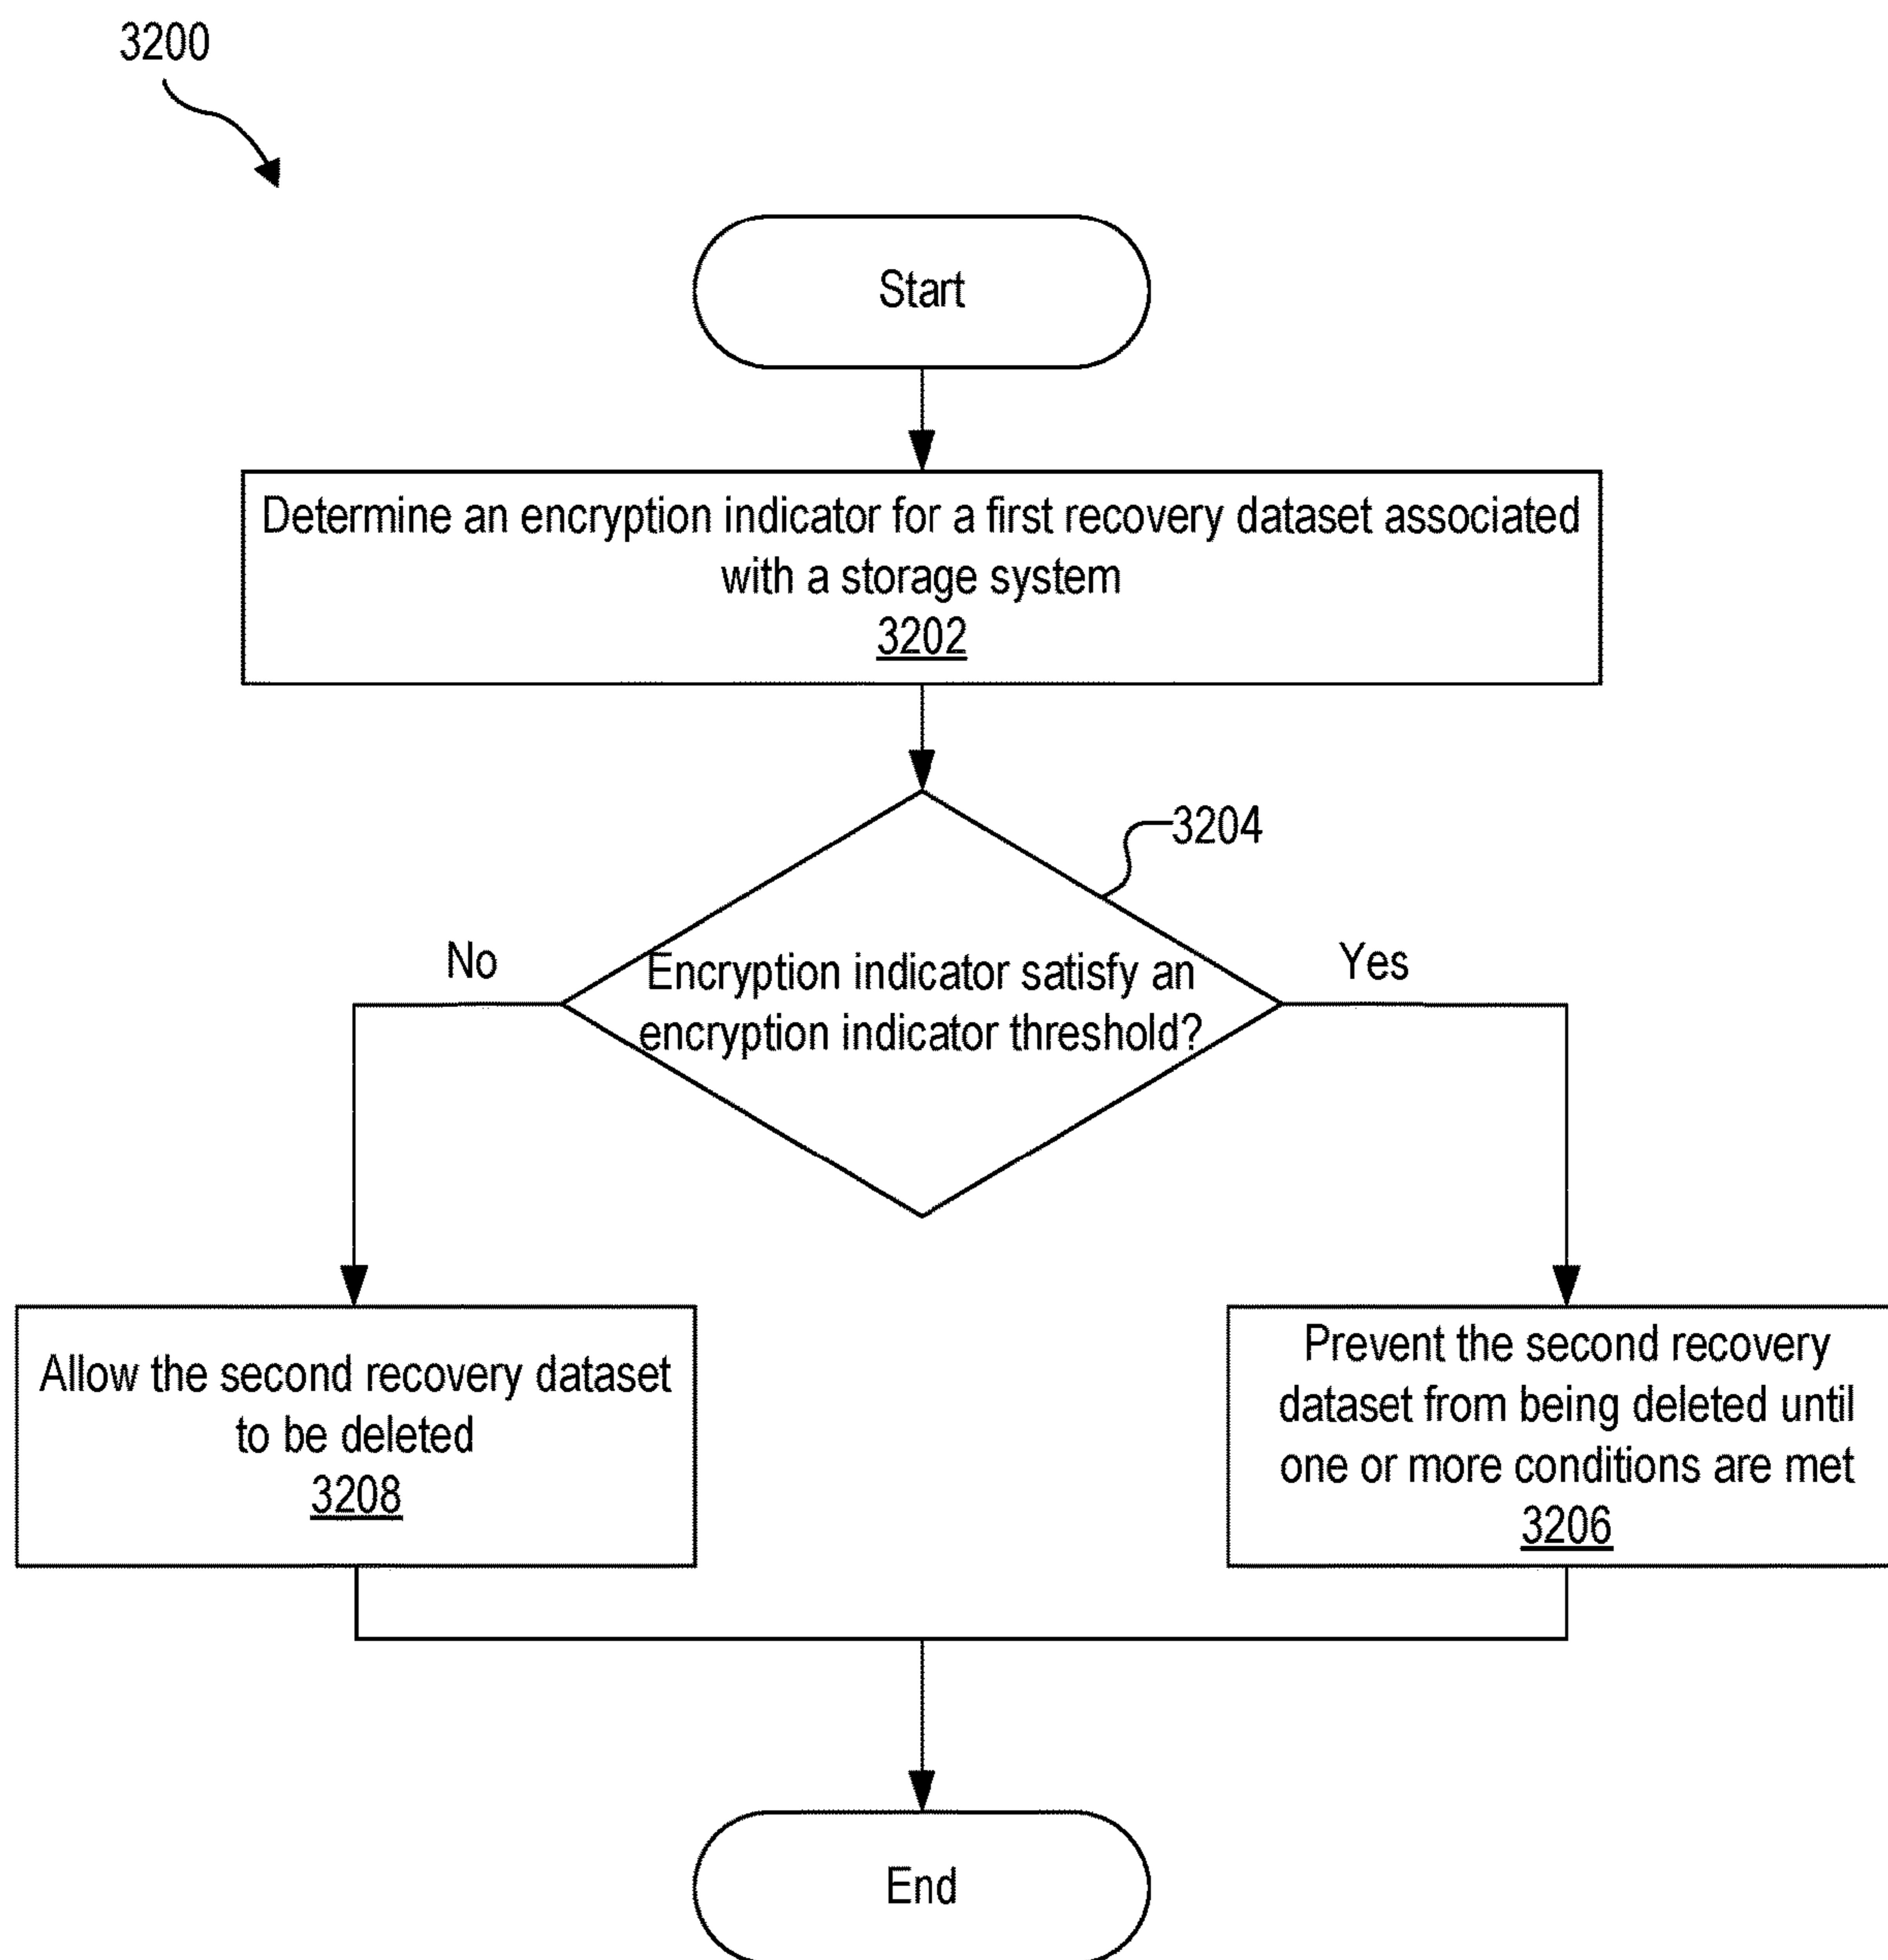 3200
Start
Determine an encryption indicator for a first recovery dataset associated
with a storage system
3202
3204
No
Yes
Encryption indicator satisfy an
encryption indicator threshold?
Allow the second recovery dataset
to be deleted
3208
Prevent the second recovery
dataset from being deleted until
one or more conditions are met
3206
End